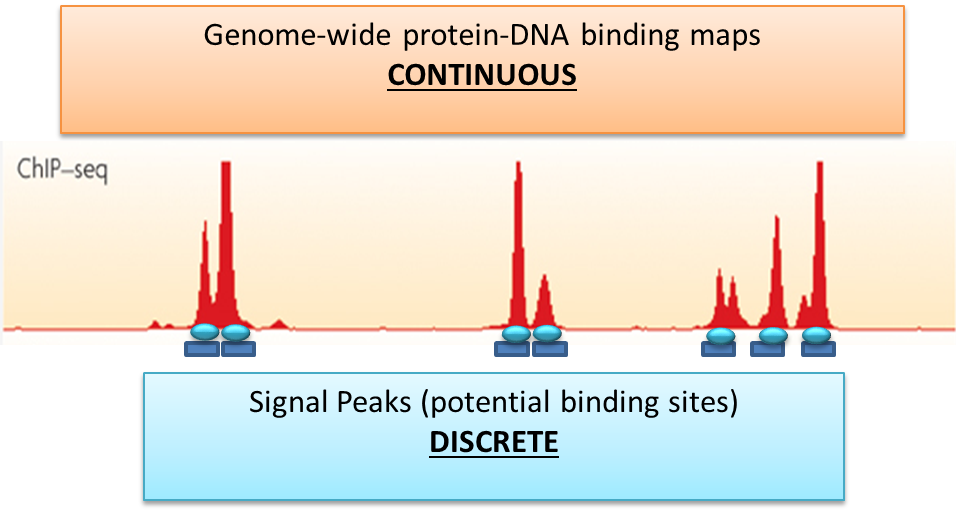 Genome-wide protein-DNA binding maps
CONTINUOUS
ChIP–seq
Signal Peaks (potential binding sites)
DISCRETE